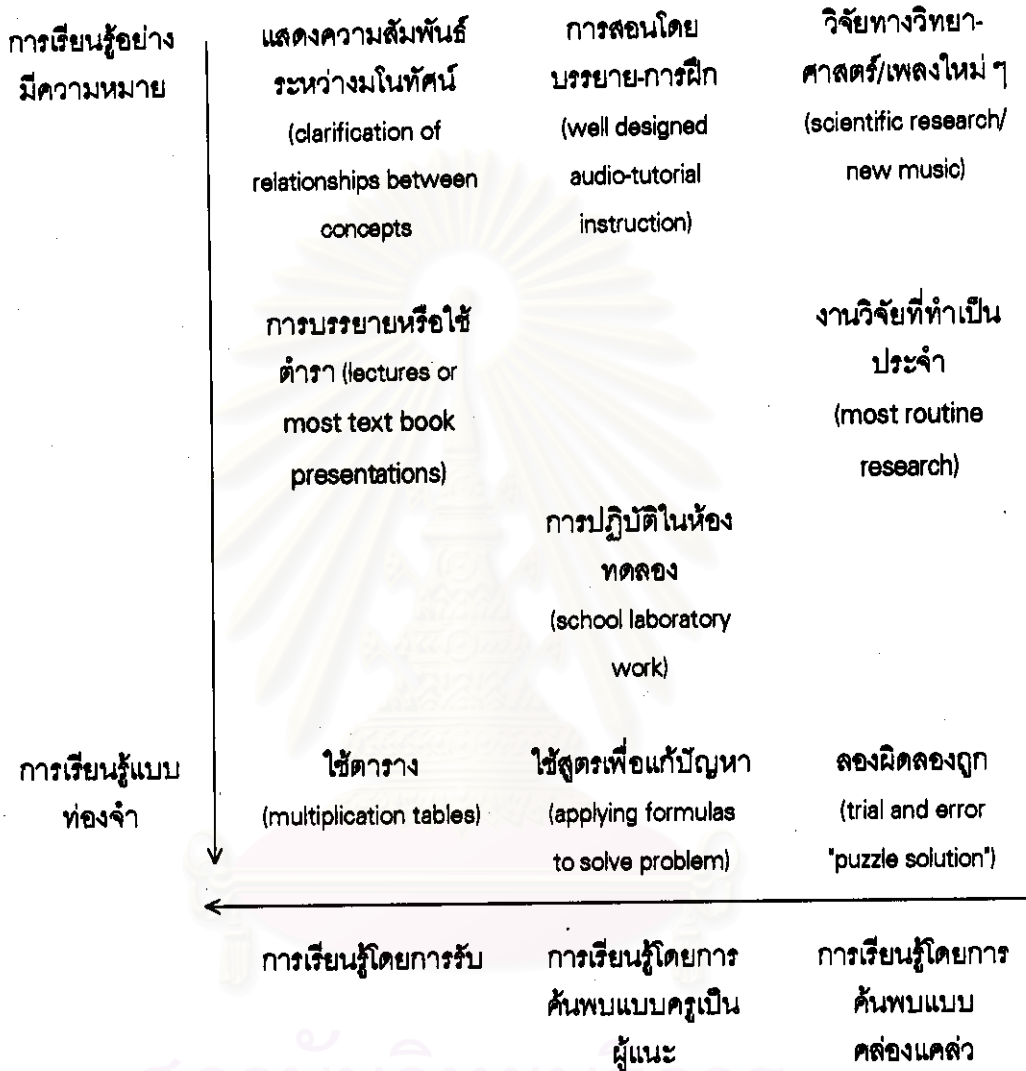 การเรียนรู้อย่าง
มีความหมาย
แสดงความสัมพันธ์
ระหว่างมโนทัศน์
(clarification of
relationships between
concepts
การสอนโดย
บรรยาย-การฝึก
(well designed
audio-tutorial
instruction)
วิจัยทางวิทยา-
ศาสตร์/เพลงใหม่ ๆ
(scientific research/
new music)
การบรรยายหรือใช้
ตำรา (lectures or
most text book
presentations)
งานวิจัยที่ทำเป็น
ประจำ
(most routine
research)
การปฏิบัติในห้อง
ทดลอง
(school laboratory
work)
การเรียนรู้แบบ
ท่องจำ
ใช้ตาราง
(multiplication tables)
ใช้สูตรเพื่อแก้ปัญหา
(applying formulas
to solve problem)
ลองผิดลองถูก
(trial and error
"puzzle solution")
การเรียนรู้โดยการรับ
การเรียนรู้โดยการ
ค้นพบแบบครูเป็น
ผู้แนะ
การเรียนรู้โดยการ
ค้นพบแบบ
คล่องแคล่ว